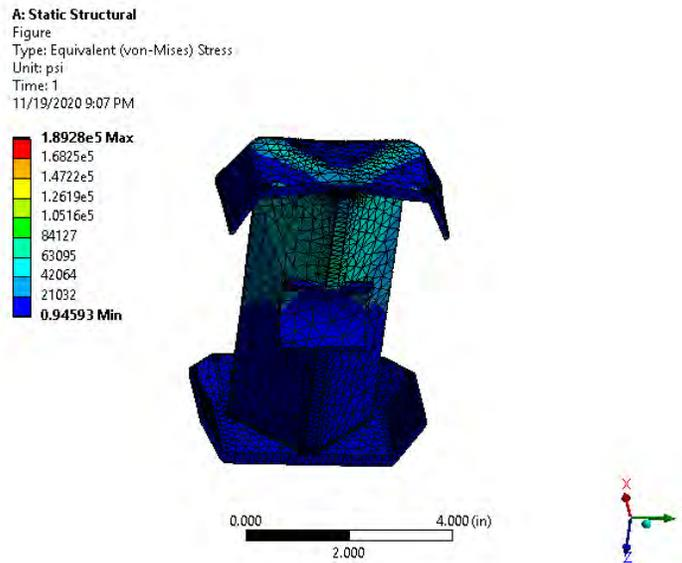 A: Static Structural
Figure
Type: Equivalent (von-Mises) Stress
Unit: psi
Time: 1
11/19/2020 9:07 PM
1.8928e5 Max
1.6825e5
1.4722e5
1.2619e5
1.0516e5
84127
63095
42064
21032
0.94593 Min
0.000 4.000 (in)
2.000
X
Z